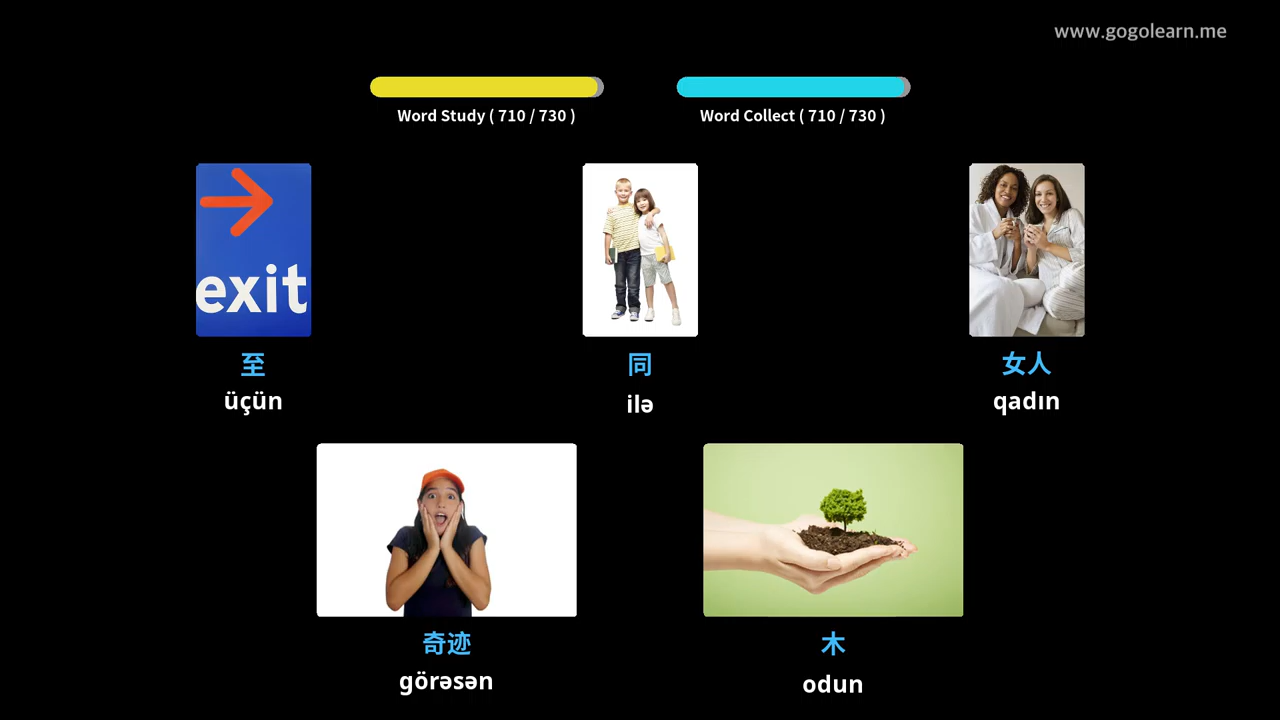 www.gogolearn.me
Word Study ( 710 / 730 )
Word Collect ( 710 / 730 )
exit
至
üçün
同
ilə
女人
qadın
奇迹
görəsən
木
odun